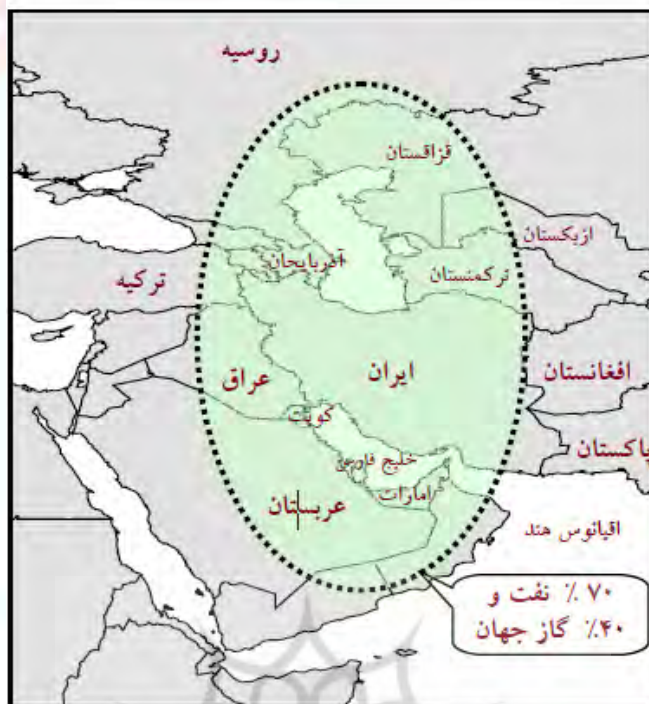 روسیه
قزاقستان
ازبکستان
آذربایجان
ترکمنستان
ترکیه
ایران
افغانستان
عراق
کویت
پاکستان
خلیج فارس
امارات
عربستان
اقیانوس هند
۷۰ ٪ نفت و
۴۰٪ گاز جهان